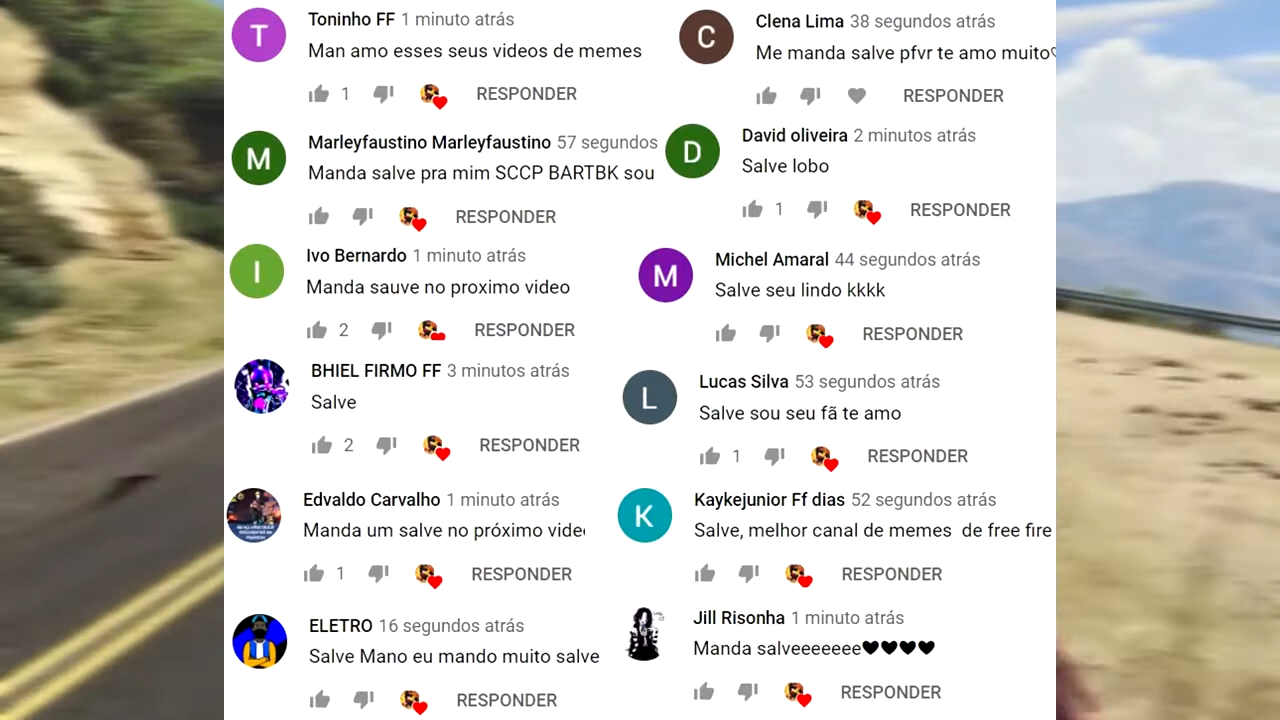 T
Toninho FF 1 minuto atrás
Man amo esses seus videos de memes
1 RESPONDER
M
Marleyfaustino Marleyfaustino 57 segundos
Manda salve pra mim SCCP BARTBK sou
RESPONDER
I
Ivo Bernardo 1 minuto atrás
Manda sauve no proximo video
2 RESPONDER
BHIEL FIRMO FF 3 minutos atrás
Salve
2 RESPONDER
Edvaldo Carvalho 1 minuto atrás
Manda um salve no próximo vide
1 RESPONDER
ELETRO 16 segundos atrás
Salve Mano eu mando muito salve
RESPONDER
C
Clena Lima 38 segundos atrás
Me manda salve pfvr te amo muito
RESPONDER
D
David oliveira 2 minutos atrás
Salve lobo
1 RESPONDER
M
Michel Amaral 44 segundos atrás
Salve seu lindo kkkk
RESPONDER
L
Lucas Silva 53 segundos atrás
Salve sou seu fã te amo
1 RESPONDER
K
Kaykejunior Ff dias 52 segundos atrás
Salve, melhor canal de memes de free fire
RESPONDER
Jill Risonha 1 minuto atrás
Manda salveeeeeee♥♥♥♥
RESPONDER